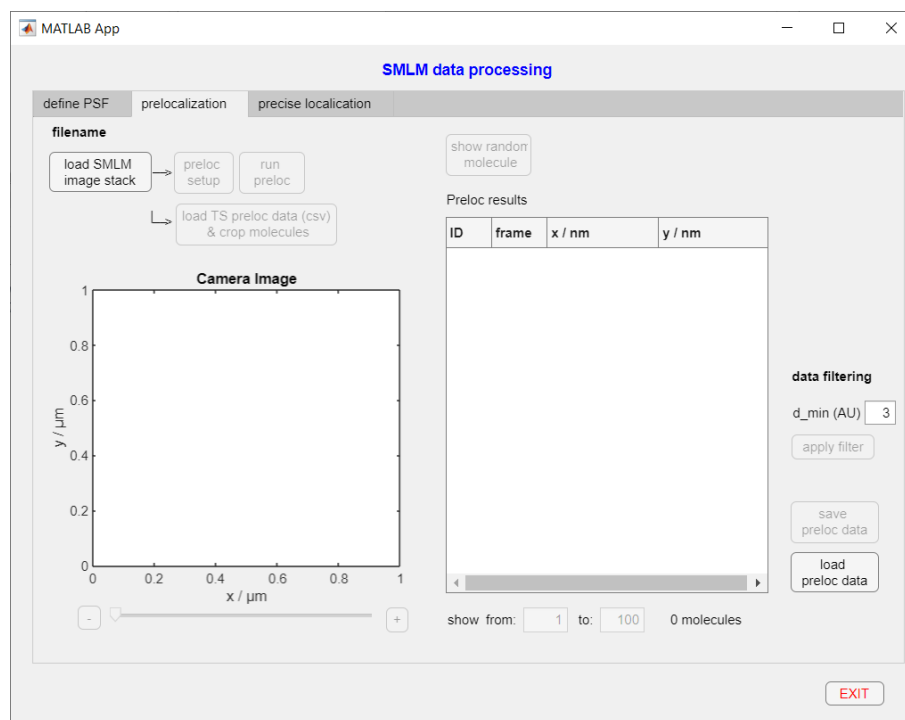 MATLAB App
SMLM data processing
define PSF prelocalization precise localication
filename
load SMLM
image stack
preloc
setup
run
preloc
load TS preloc data (csv)
& crop molecules
show random
molecule
Preloc results
ID frame x / nm y / nm
Camera Image
1
0.8
0.6
0.4
0.2
0
y / µm
0 0.2 0.4 0.6 0.8 1
x / µm
- +
show from: 1 to: 100 0 molecules
data filtering
d_min (AU) 3
apply filter
save
preloc data
load
preloc data
EXIT